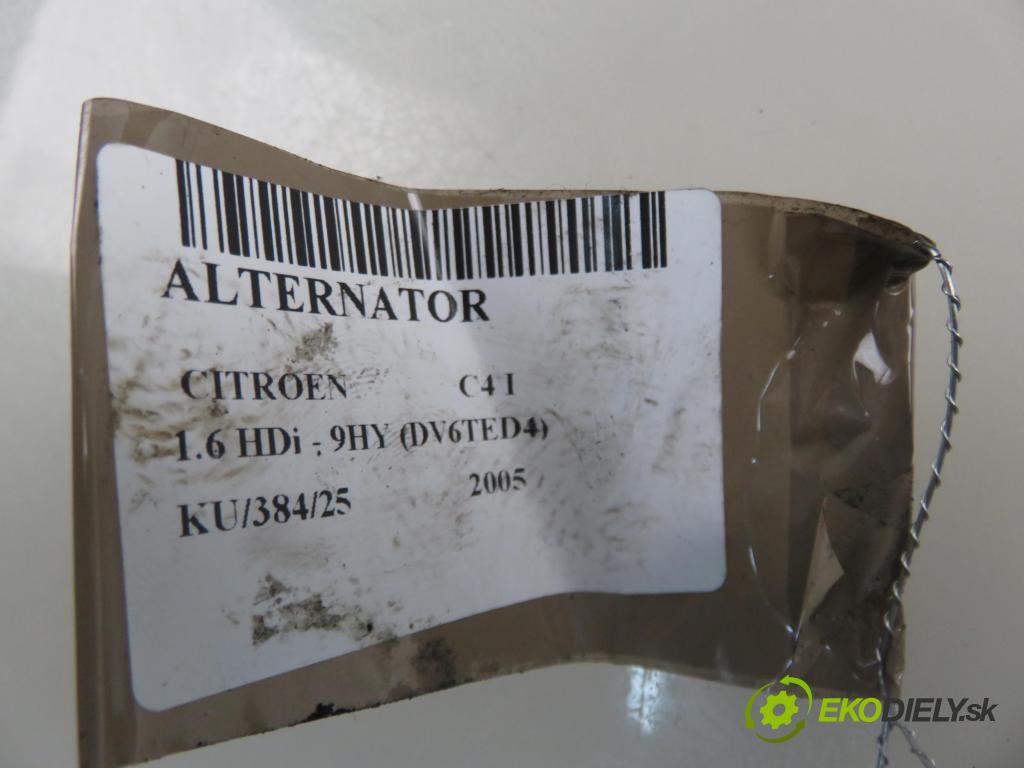 ALTERNATOR
CITROEN C4 I
1.6 HDi - 9HY (DV6TED4)
2005
KU/384/25
EKODIELY.sk